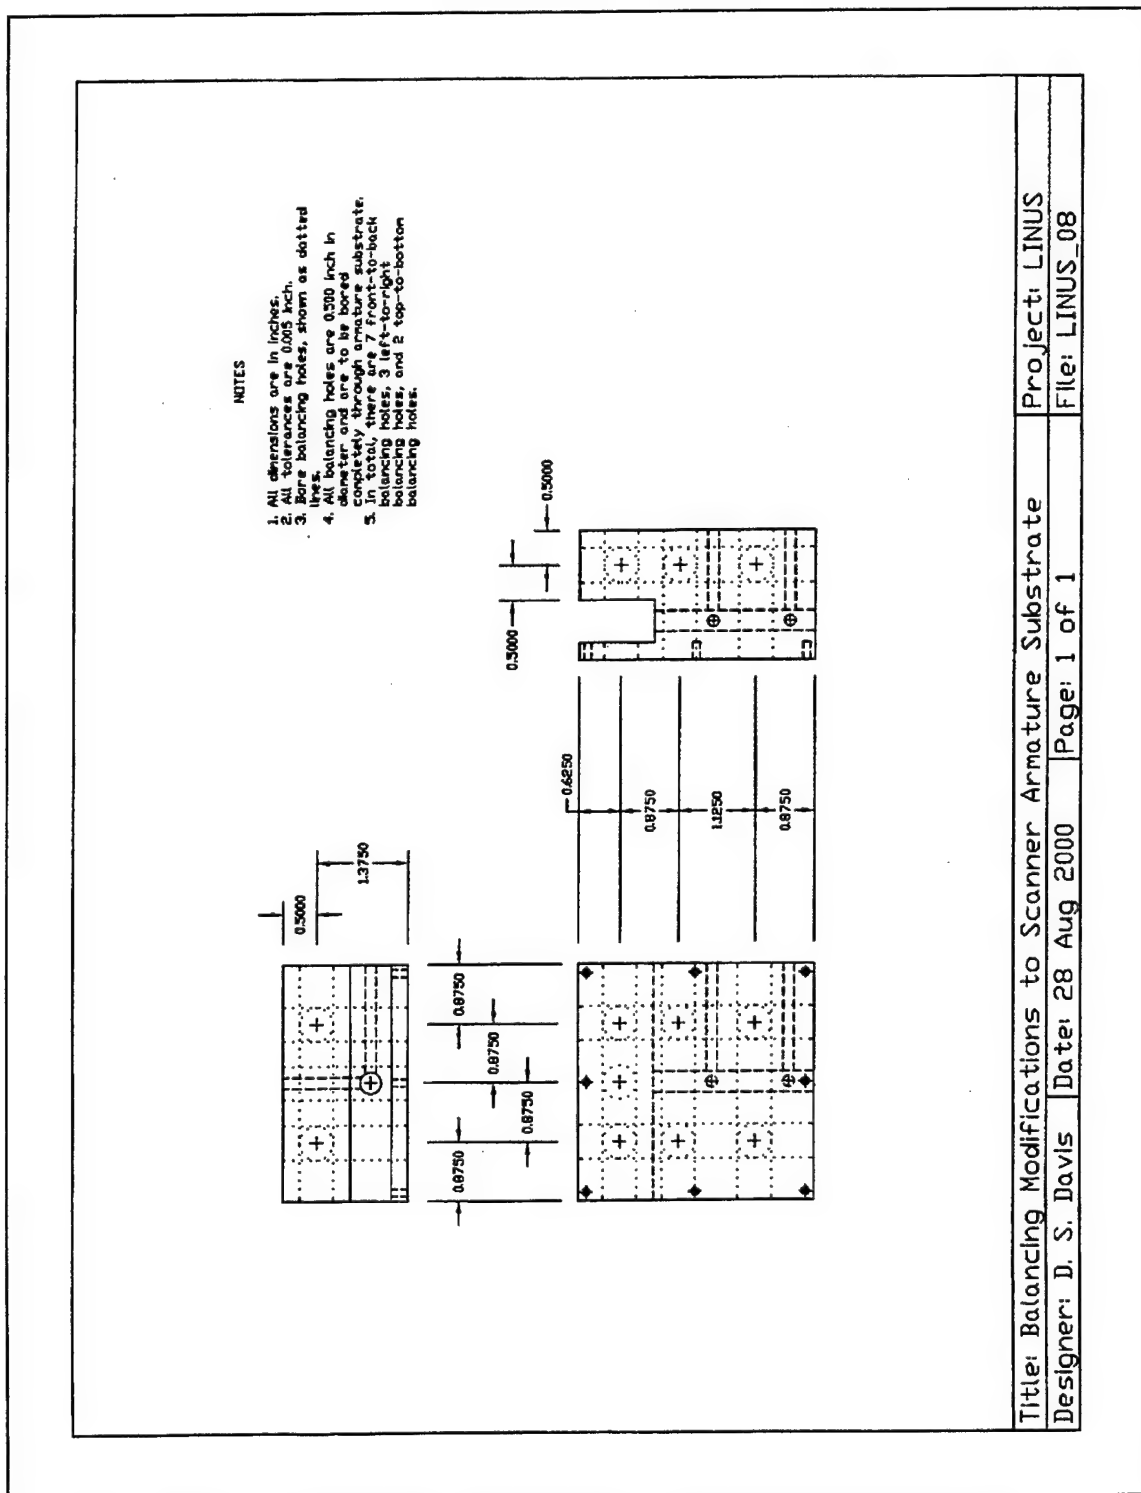 NOTES
1. All dimensions are in inches.
2. All tolerances are 0.005 inch.
3. Bore balancing holes, shown as dotted
lines.
4. All balancing holes are 0.500 inch in
diameter and are to be bored
completely through armature substrate.
5. In total, there are 7 front-to-back
balancing holes, 3 left-to-right
balancing holes, and 2 top-to-bottom
balancing holes.
0.5000
1.3750
0.8750
0.8750
0.8750
0.8750
0.6250
0.8750
1.1250
0.8750
0.5000
0.5000
Title: Balancing Modifications to Scanner Armature Substrate
Project: LINUS
Designer: D. S. Davis
Date: 28 Aug 2000
Page: 1 of 1
File: LINUS_08